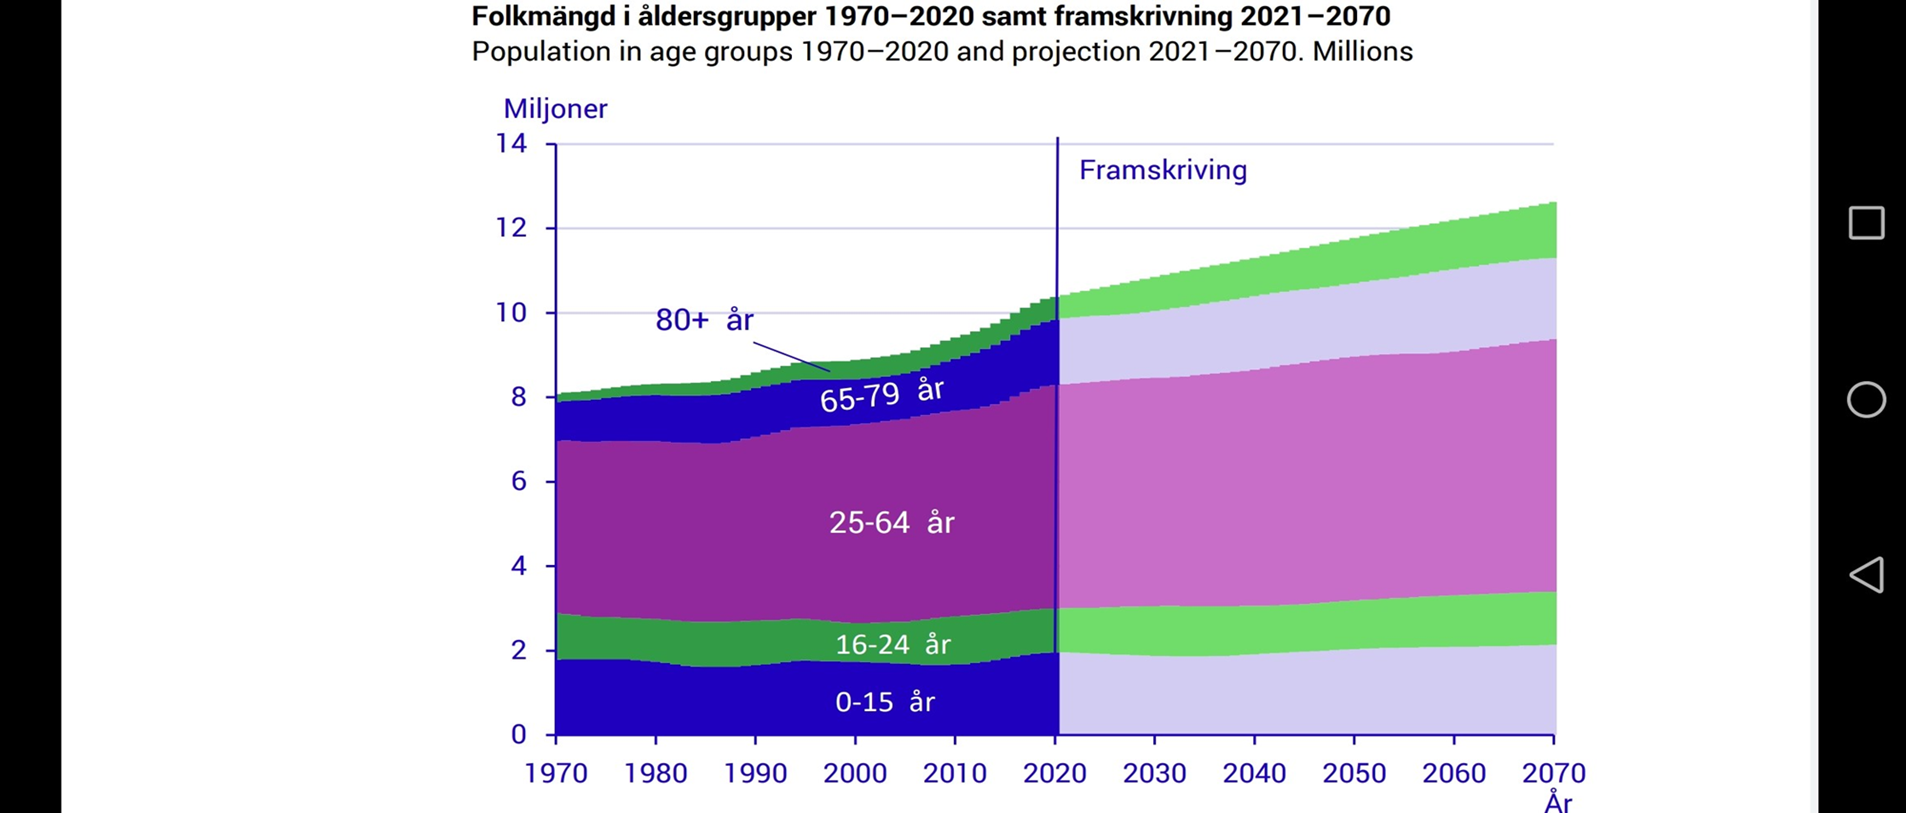 Folkmängd i åldersgrupper 1970–2020 samt framskrivning 2021–2070
Population in age groups 1970–2020 and projection 2021–2070. Millions
Miljoner
14
Framskriving
12
10
80+ år
8
65-79 år
6
25-64 år
4
16-24 år
2
0-15 år
0
1970 1980 1990 2000 2010 2020 2030 2040 2050 2060 2070
År